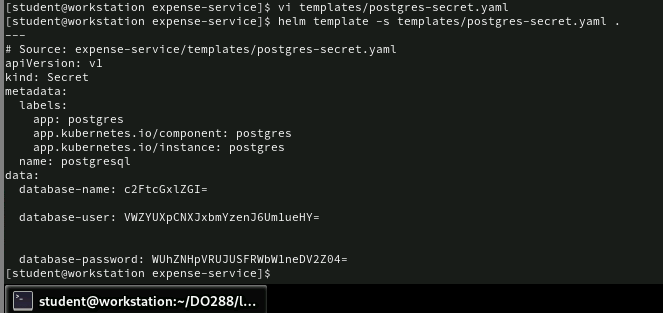 [student@workstation expense-service]$ vi templates/postgres-secret.yaml
[student@workstation expense-service]$ helm template -s templates/postgres-secret.yaml .
---
# Source: expense-service/templates/postgres-secret.yaml
apiVersion: v1
kind: Secret
metadata:
  labels:
    app: postgres
    app.kubernetes.io/component: postgres
    app.kubernetes.io/instance: postgres
  name: postgresql
data:
  database-name: c2FtcGxlZGI=
  database-user: VWZYUXpCNXJxbmYzenJ6Um1ueHY=
  database-password: WUhZNHpVRUJUSFRWbW1neDV2Z04=
[student@workstation expense-service]$
student@workstation:~/DO288/l...